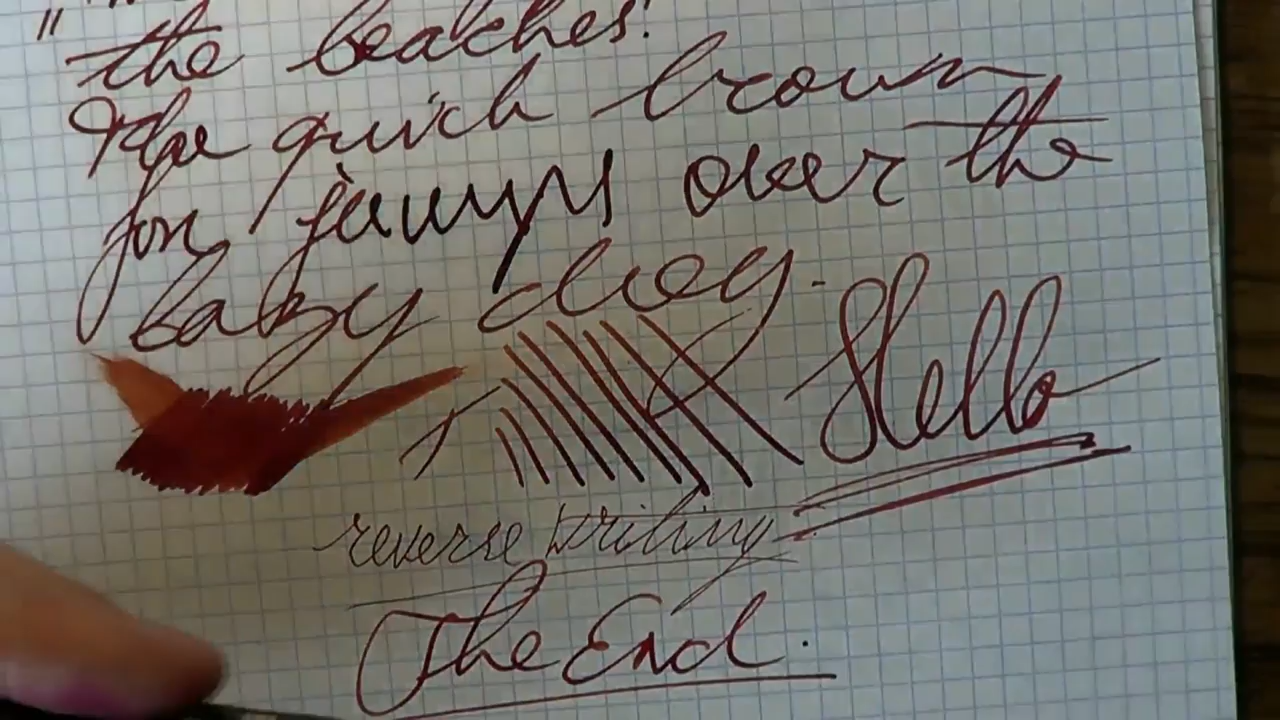 the beaches!
The quick brown
fox jumps over the
lazy dog.
Hello
reverse writing
The End.